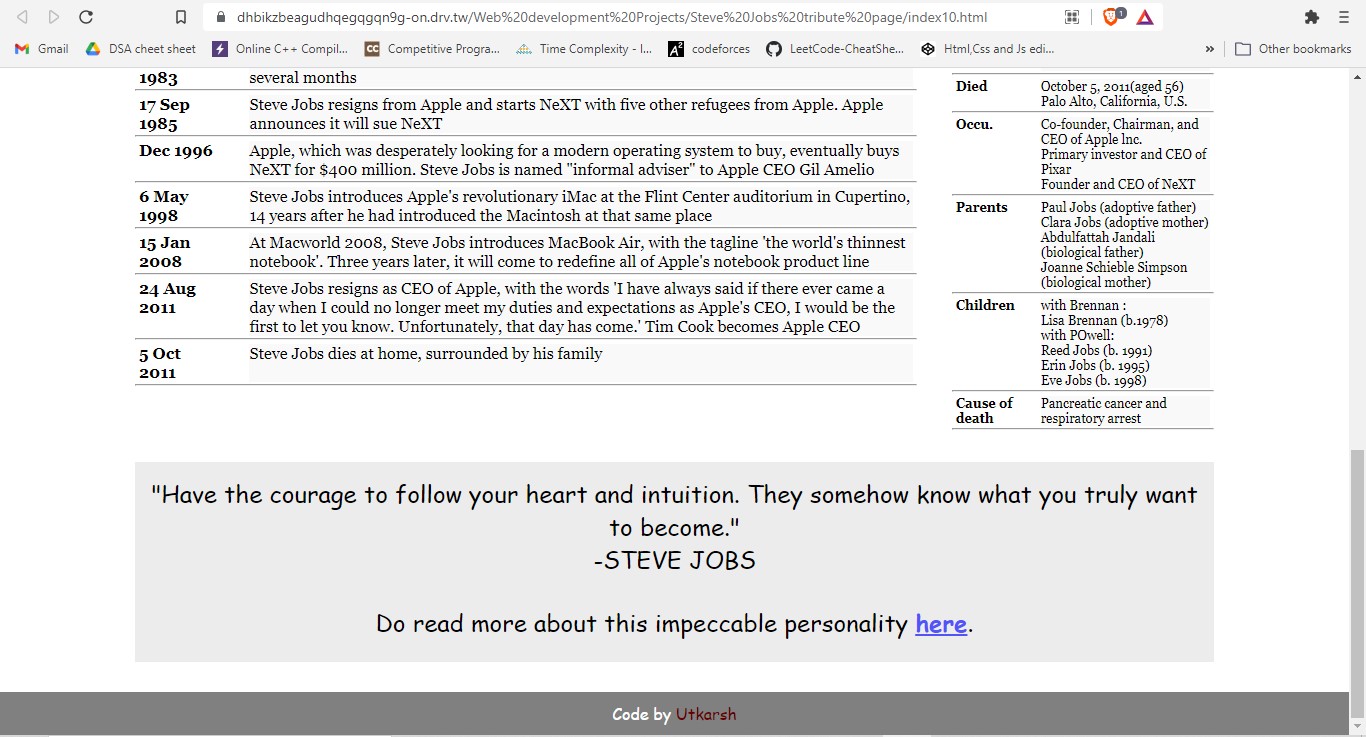 dhbikzbeagudhqegqgqn9g-on.drv.tw/Web%20development%20Projects/Steve%20Jobs%20tribute%20page/index10.html
1
Gmail
DSA cheet sheet
Online C++ Compil...
CC
Competitive Progra...
Time Complexity - I...
A²
codeforces
LeetCode-CheatShe...
Html,Css and Js edi...
»
Other bookmarks
1983
several months
17 Sep
1985
Steve Jobs resigns from Apple and starts NeXT with five other refugees from Apple. Apple
announces it will sue NeXT
Dec 1996
Apple, which was desperately looking for a modern operating system to buy, eventually buys
NeXT for $400 million. Steve Jobs is named "informal adviser" to Apple CEO Gil Amelio
6 May
1998
Steve Jobs introduces Apple's revolutionary iMac at the Flint Center auditorium in Cupertino,
14 years after he had introduced the Macintosh at that same place
15 Jan
2008
At Macworld 2008, Steve Jobs introduces MacBook Air, with the tagline 'the world's thinnest
notebook'. Three years later, it will come to redefine all of Apple's notebook product line
24 Aug
2011
Steve Jobs resigns as CEO of Apple, with the words 'I have always said if there ever came a
day when I could no longer meet my duties and expectations as Apple's CEO, I would be the
first to let you know. Unfortunately, that day has come.' Tim Cook becomes Apple CEO
5 Oct
2011
Steve Jobs dies at home, surrounded by his family
Died
October 5, 2011(aged 56)
Palo Alto, California, U.S.
Occu.
Co-founder, Chairman, and
CEO of Apple lnc.
Primary investor and CEO of
Pixar
Founder and CEO of NeXT
Parents
Paul Jobs (adoptive father)
Clara Jobs (adoptive mother)
Abdulfattah Jandali
(biological father)
Joanne Schieble Simpson
(biological mother)
Children
with Brennan :
Lisa Brennan (b.1978)
with POwell:
Reed Jobs (b. 1991)
Erin Jobs (b. 1995)
Eve Jobs (b. 1998)
Cause of
death
Pancreatic cancer and
respiratory arrest
"Have the courage to follow your heart and intuition. They somehow know what you truly want
to become."
-STEVE JOBS
Do read more about this impeccable personality here.
Code by Utkarsh